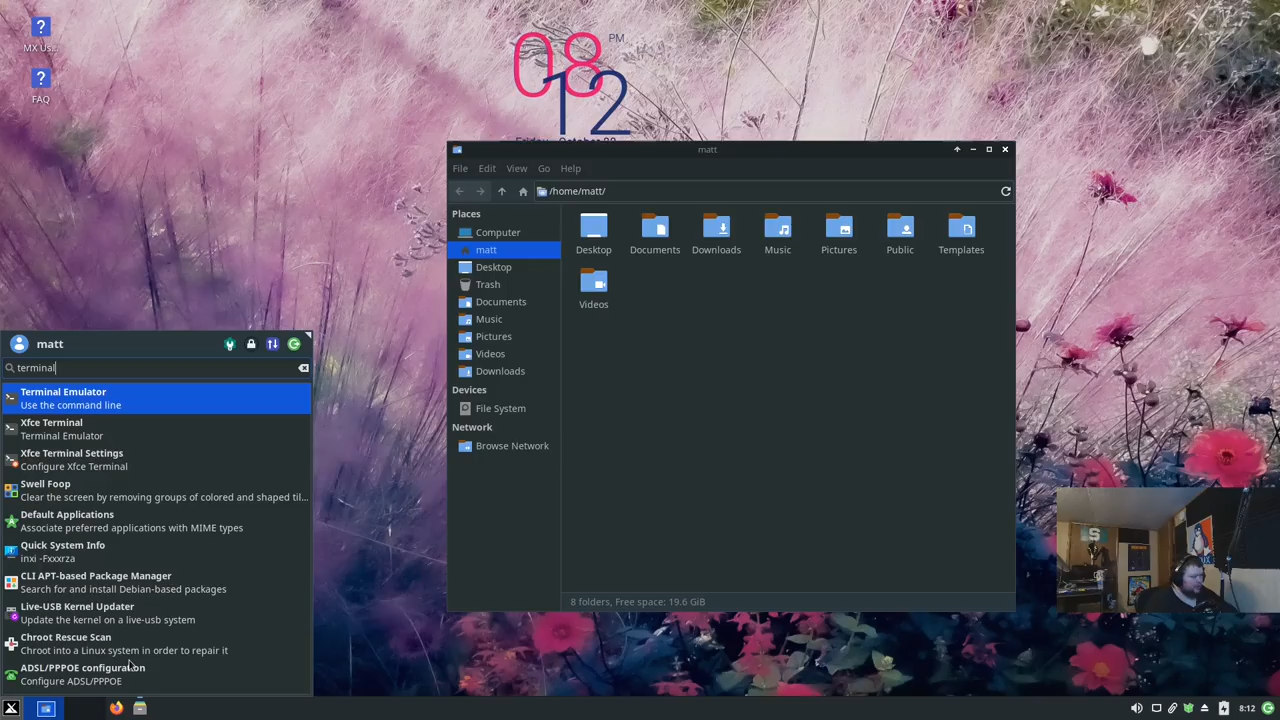 MX Us...
FAQ
08
PM
12
matt
File Edit View Go Help
/home/matt/
Places
Computer
matt
Desktop
Trash
Documents
Music
Pictures
Videos
Downloads
Devices
File System
Network
Browse Network
Desktop Documents Downloads Music Pictures Public Templates
Videos
8 folders, Free space: 19.6 GiB
matt
terminal
Terminal Emulator
Use the command line
Xfce Terminal
Terminal Emulator
Xfce Terminal Settings
Configure Xfce Terminal
Swell Foop
Clear the screen by removing groups of colored and shaped til...
Default Applications
Associate preferred applications with MIME types
Quick System Info
inxi -Fxxxrza
CLI APT-based Package Manager
Search for and install Debian-based packages
Live-USB Kernel Updater
Update the kernel on a live-usb system
Chroot Rescue Scan
Chroot into a Linux system in order to repair it
ADSL/PPPOE configuration
Configure ADSL/PPPOE
8:12